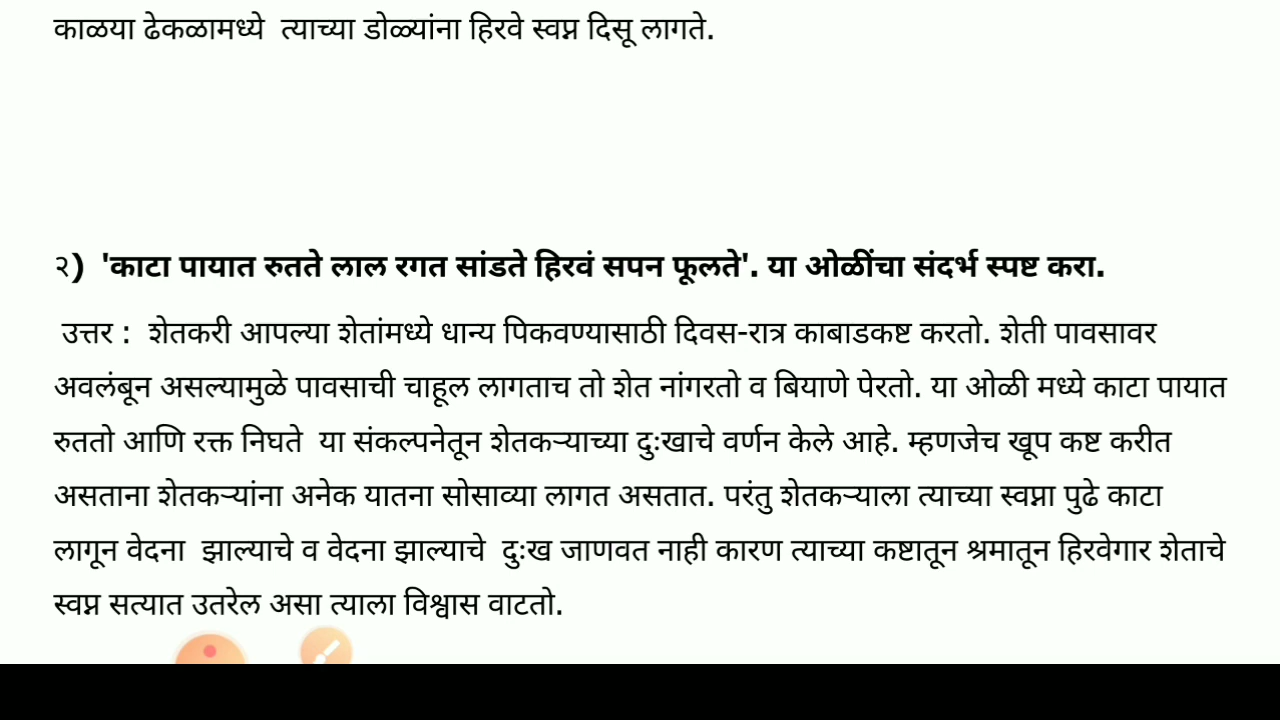 काळया ढेकळामध्ये त्याच्या डोळ्यांना हिरवे स्वप्न दिसू लागते.
२) 'काटा पायात रुतते लाल रगत सांडते हिरवं सपन फूलते'. या ओळींचा संदर्भ स्पष्ट करा.
उत्तर : शेतकरी आपल्या शेतांमध्ये धान्य पिकवण्यासाठी दिवस-रात्र काबाडकष्ट करतो. शेती पावसावर
अवलंबून असल्यामुळे पावसाची चाहूल लागताच तो शेत नांगरतो व बियाणे पेरतो. या ओळी मध्ये काटा पायात
रुततो आणि रक्त निघते या संकल्पनेतून शेतकऱ्याच्या दुःखाचे वर्णन केले आहे. म्हणजेच खूप कष्ट करीत
असताना शेतकऱ्यांना अनेक यातना सोसाव्या लागत असतात. परंतु शेतकऱ्याला त्याच्या स्वप्ना पुढे काटा
लागून वेदना झाल्याचे व वेदना झाल्याचे दुःख जाणवत नाही कारण त्याच्या कष्टातून श्रमातून हिरवेगार शेताचे
स्वप्न सत्यात उतरेल असा त्याला विश्वास वाटतो.